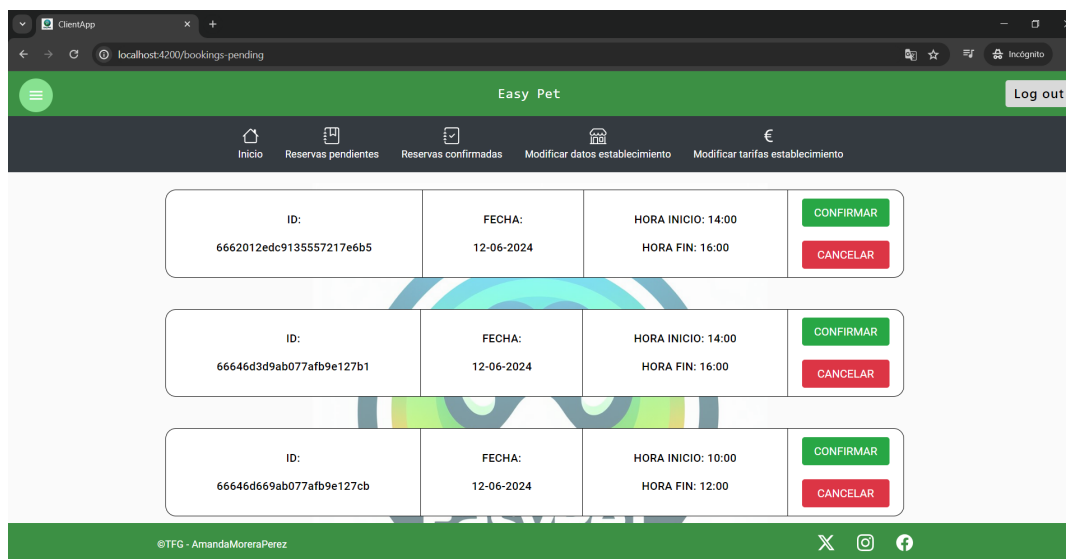 ClientApp
localhost:4200/bookings-pending
Incógnito
Easy Pet
Log out
Inicio
Reservas pendientes
Reservas confirmadas
Modificar datos establecimiento
€
Modificar tarifas establecimiento
ID:
6662012edc9135557217e6b5
FECHA:
12-06-2024
HORA INICIO: 14:00
HORA FIN: 16:00
CONFIRMAR
CANCELAR
ID:
66646d3d9ab077afb9e127b1
FECHA:
12-06-2024
HORA INICIO: 14:00
HORA FIN: 16:00
CONFIRMAR
CANCELAR
ID:
66646d669ab077afb9e127cb
FECHA:
12-06-2024
HORA INICIO: 10:00
HORA FIN: 12:00
CONFIRMAR
CANCELAR
©TFG - AmandaMoreraPerez